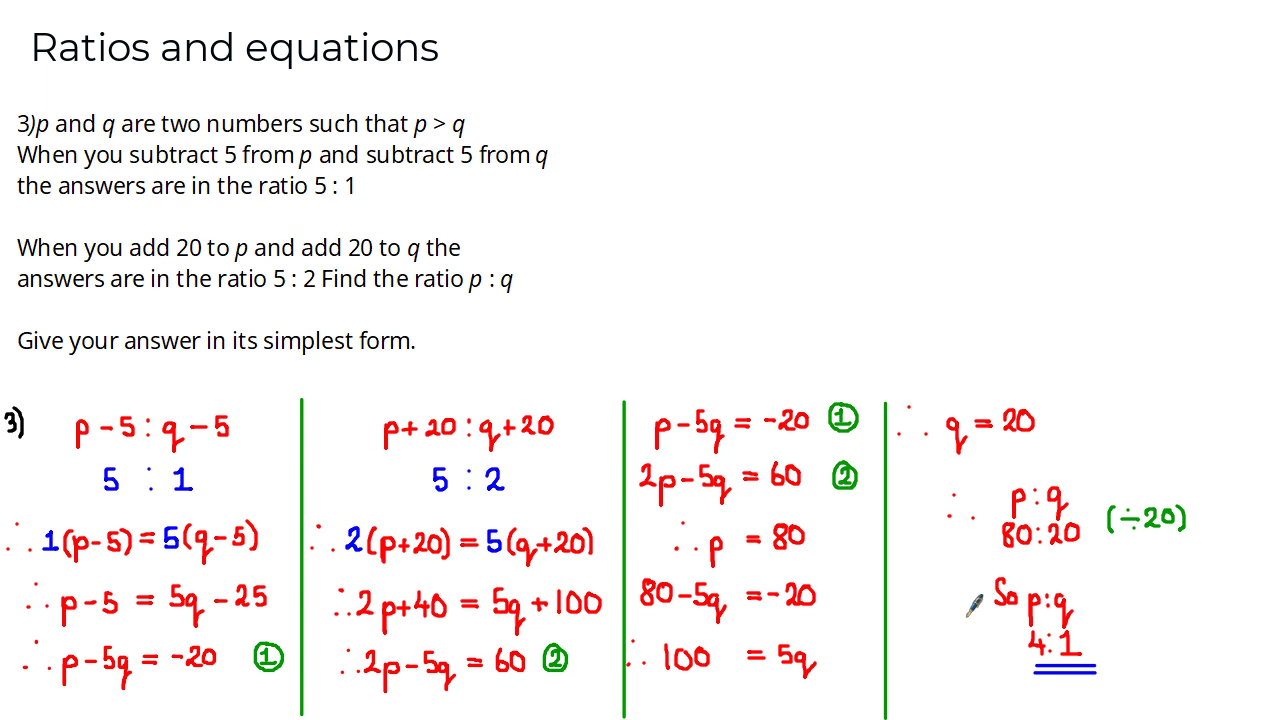 Ratios and equations
3)p and q are two numbers such that p > q
When you subtract 5 from p and subtract 5 from q
the answers are in the ratio 5 : 1
When you add 20 to p and add 20 to q the
answers are in the ratio 5 : 2 Find the ratio p : q
Give your answer in its simplest form.
3)
p - 5 : q - 5
5 : 1
∴ 1(p-5) = 5(q-5)
∴ p - 5 = 5q - 25
∴ p - 5q = -20 ①
p + 20 : q + 20
5 : 2
∴ 2(p+20) = 5(q+20)
∴ 2p + 40 = 5q + 100
∴ 2p - 5q = 60 ②
p - 5q = -20 ①
2p - 5q = 60 ②
∴ p = 80
80 - 5q = -20
∴ 100 = 5q
∴ q = 20
∴ p : q
80 : 20 (÷20)
So p : q
4 : 1